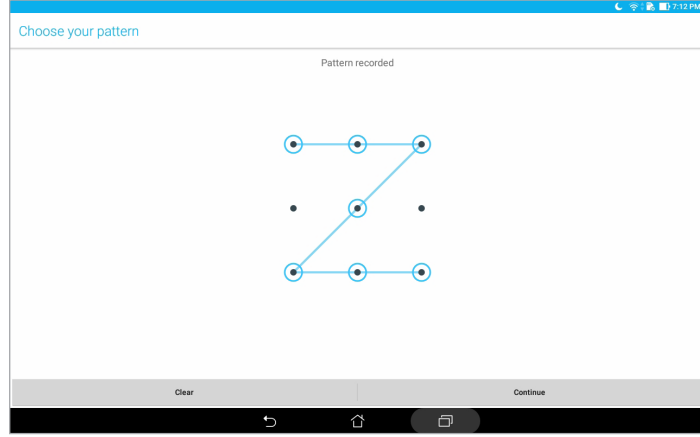 7:12 PM
Choose your pattern
Pattern recorded
Clear
Continue